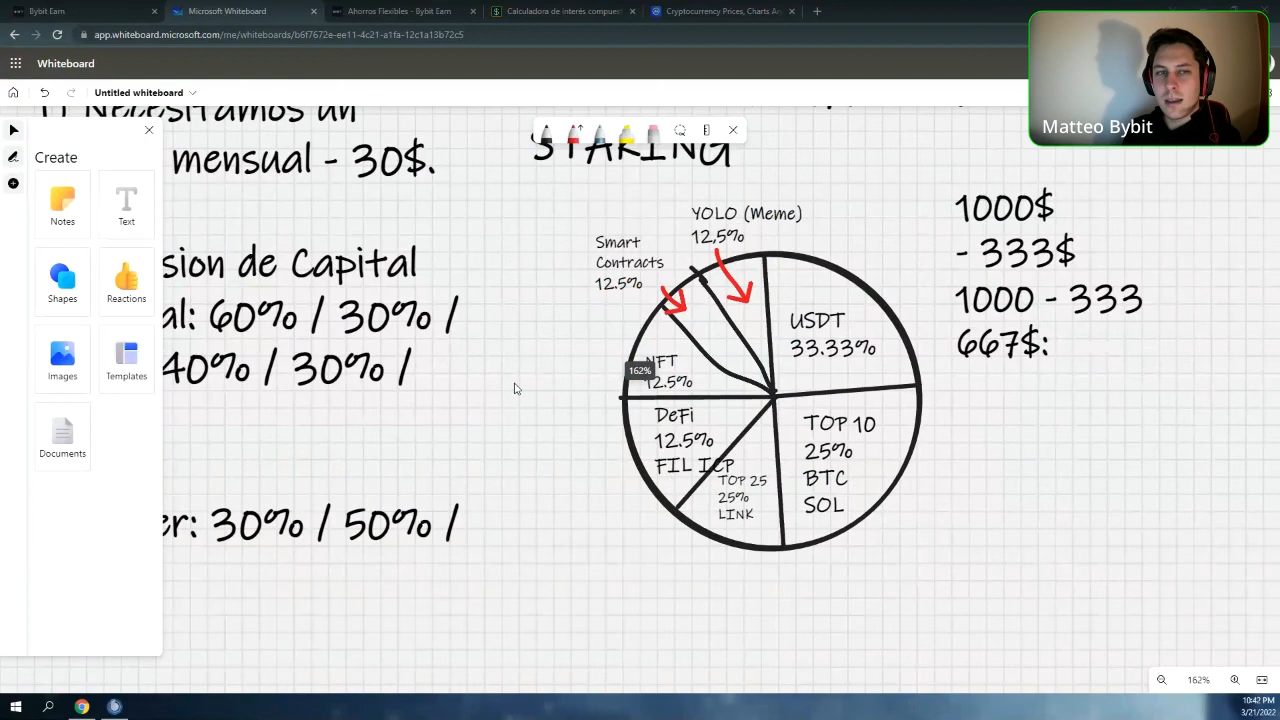 Bybit Earn
Microsoft Whiteboard
Ahorros Flexibles - Bybit Earn
Calculadora de interés compues
Cryptocurrency Prices, Charts An
app.whiteboard.microsoft.com/me/whiteboards/b6f7672e-ee11-4c21-a1fa-12c1a13b72c5
Whiteboard
Untitled whiteboard
Matteo Bybit
Create
Notes
Text
Shapes
Reactions
Images
Templates
Documents
1) Necesitamos un
mensual - 30$.
sion de Capital
al: 60% / 30% /
40% / 30% /
er: 30% / 50% /
STAKING
YOLO (Meme)
12,5%
Smart
Contracts
12.5%
USDT
33.33%
NFT
12.5%
162%
DeFi
12.5%
FIL ICP
TOP 25
25%
LINK
TOP 10
25%
BTC
SOL
1000$
- 333$
1000 - 333
667$:
162%
10:42 PM
3/21/2022